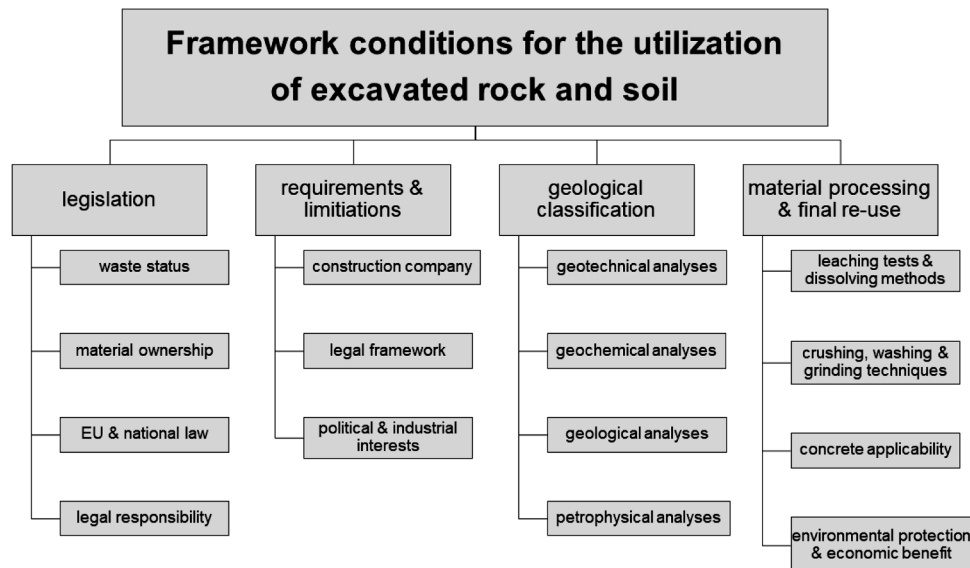 Framework conditions for the utilization
of excavated rock and soil
legislation
waste status
material ownership
EU & national law
legal responsibility
requirements &
limitiations
construction company
legal framework
political & industrial
interests
geological
classification
geotechnical analyses
geochemical analyses
geological analyses
petrophysical analyses
material processing
& final re-use
leaching tests &
dissolving methods
crushing, washing &
grinding techniques
concrete applicability
environmental protection
& economic benefit